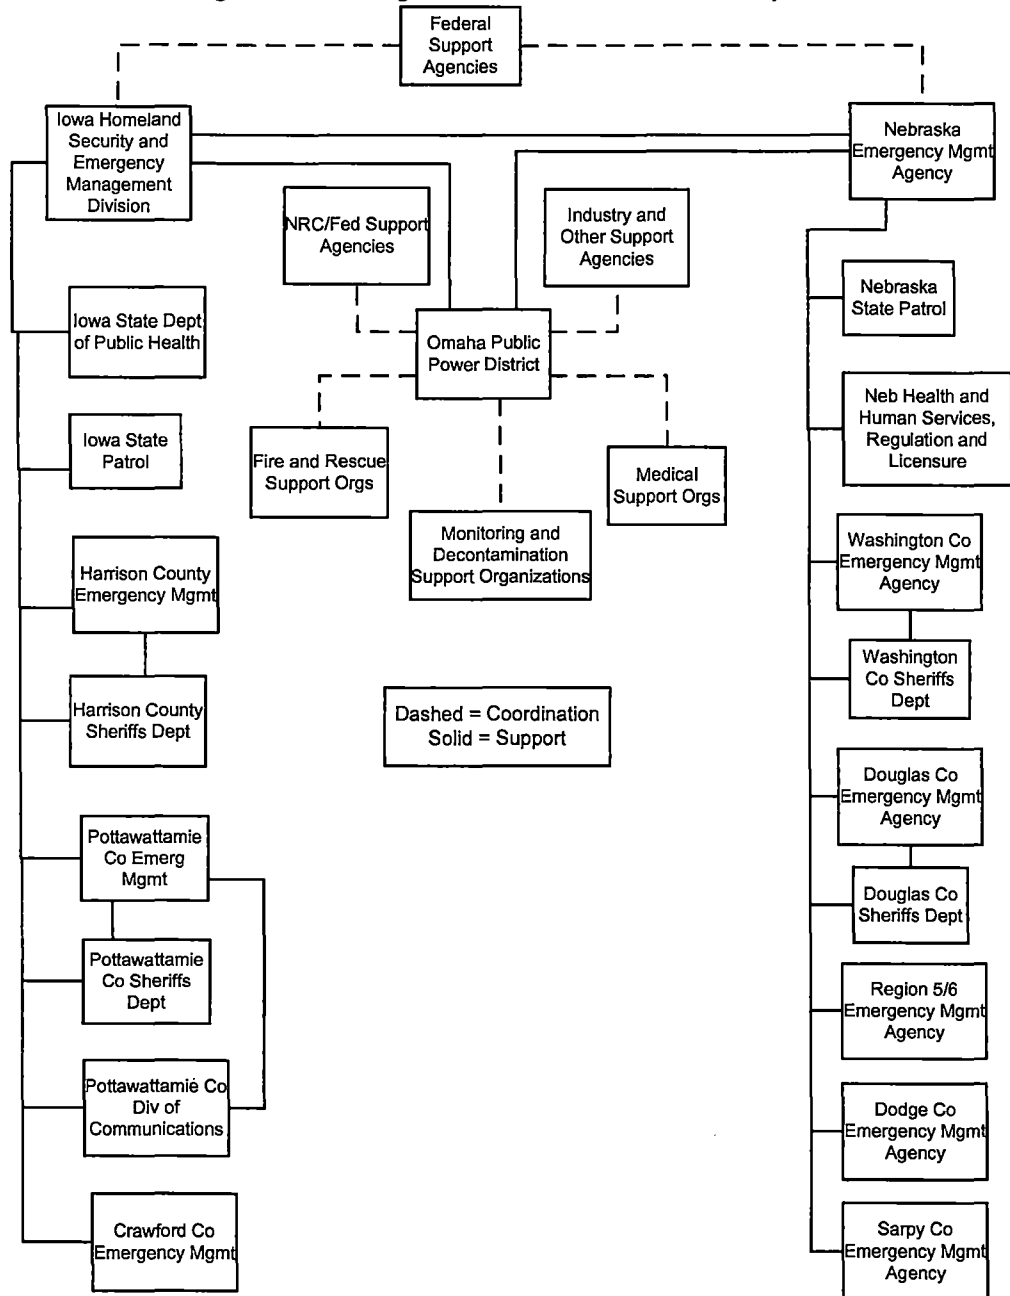 Federal
Support
Agencies
Iowa Homeland
Security and
Emergency
Management
Division
Nebraska
Emergency Mgmt
Agency
NRC/Fed Support
Agencies
Industry and
Other Support
Agencies
Iowa State Dept
of Public Health
Omaha Public
Power District
Nebraska
State Patrol
Iowa State
Patrol
Fire and Rescue
Support Orgs
Medical
Support Orgs
Neb Health and
Human Services,
Regulation and
Licensure
Monitoring and
Decontamination
Support Organizations
Harrison County
Emergency Mgmt
Washington Co
Emergency Mgmt
Agency
Harrison County
Sheriffs Dept
Washington
Co Sheriffs
Dept
Dashed = Coordination
Solid = Support
Pottawattamie
Co Emerg
Mgmt
Douglas Co
Emergency Mgmt
Agency
Douglas Co
Sheriffs Dept
Pottawattamie
Co Sheriffs
Dept
Region 5/6
Emergency Mgmt
Agency
Pottawattamie Co
Div of
Communications
Dodge Co
Emergency Mgmt
Agency
Crawford Co
Emergency Mgmt
Sarpy Co
Emergency Mgmt
Agency